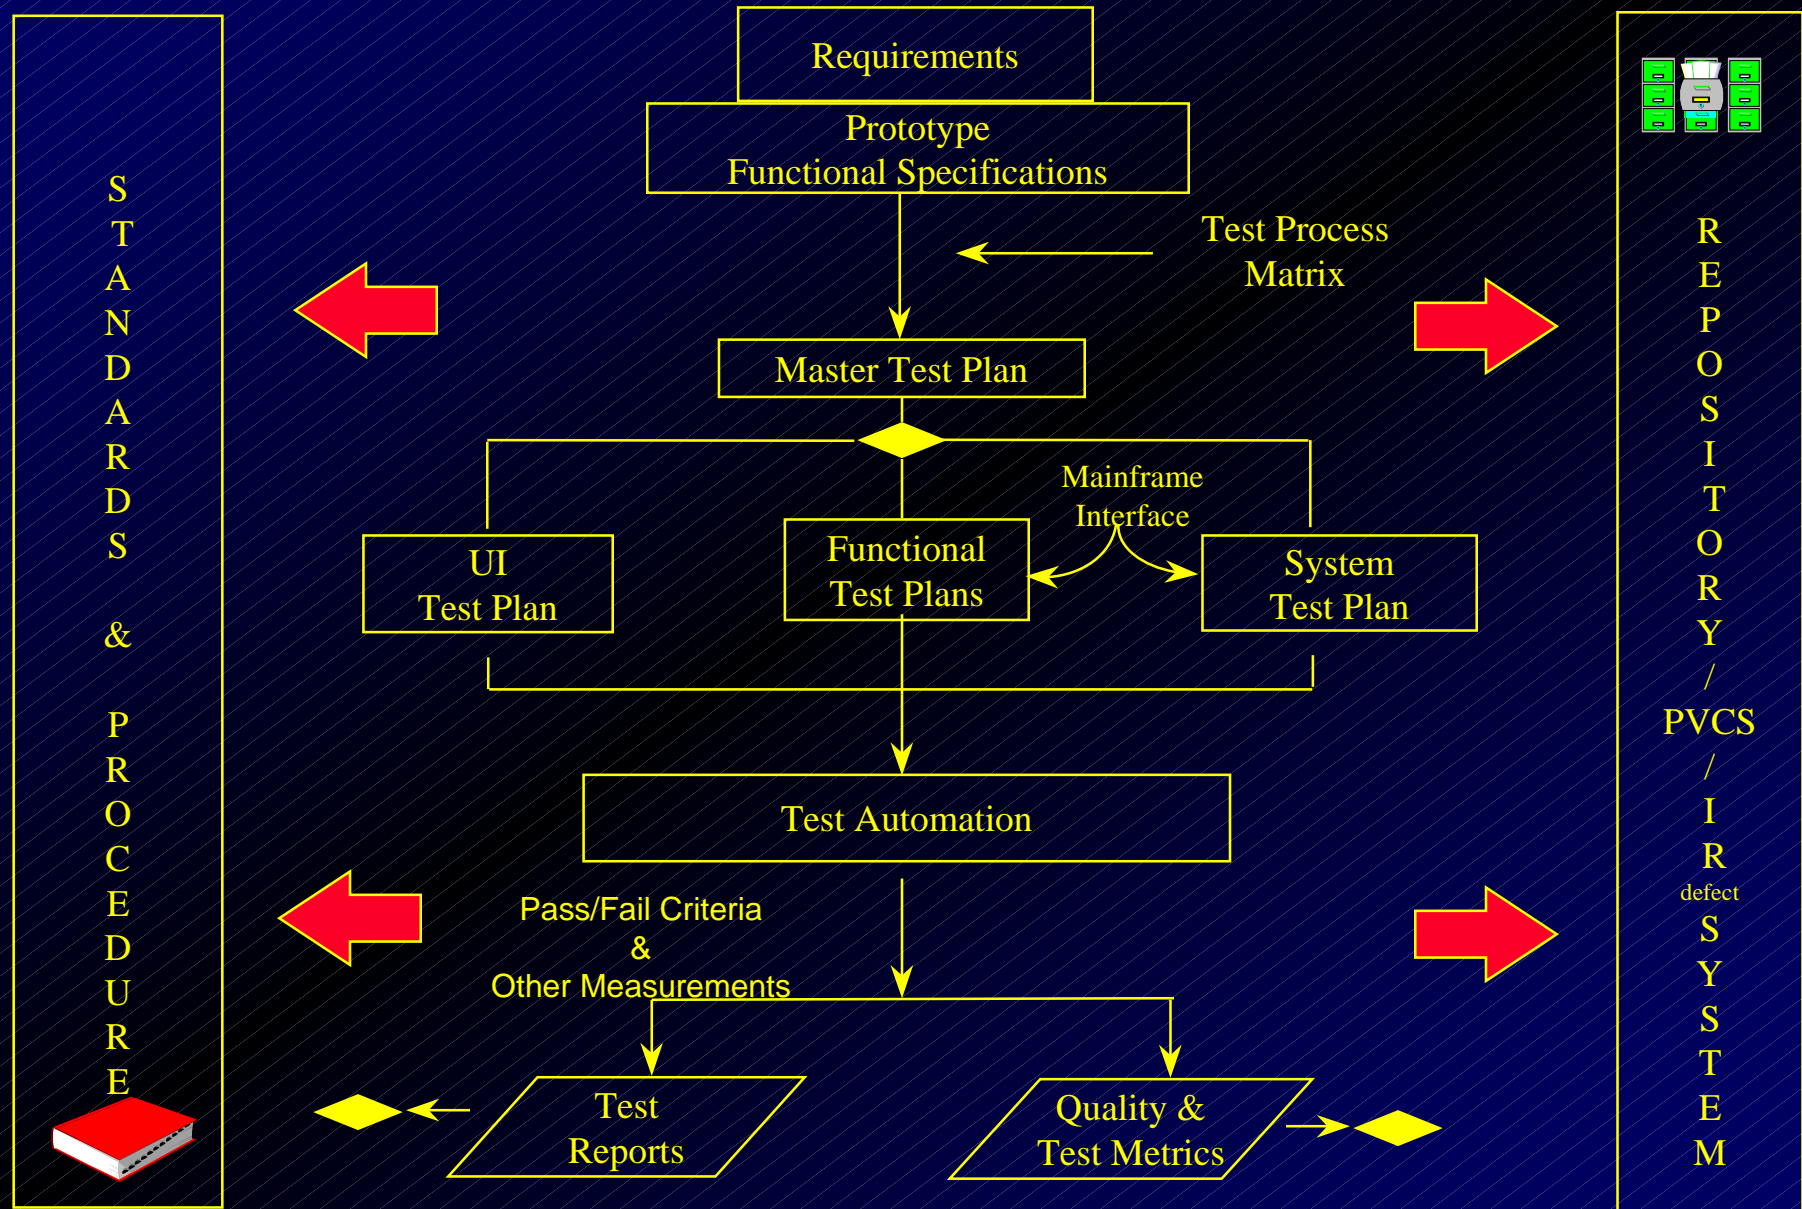 Requirements
Prototype
Functional Specifications
Test Process
Matrix
Master Test Plan
Mainframe
Interface
UI
Test Plan
Functional
Test Plans
System
Test Plan
Test Automation
Pass/Fail Criteria
&
Other Measurements
Test
Reports
Quality &
Test Metrics
S
T
A
N
D
A
R
D
S
&
P
R
O
C
E
D
U
R
E
R
E
P
O
S
I
T
O
R
Y
/
PVCS
/
I
R
defect
S
Y
S
T
E
M